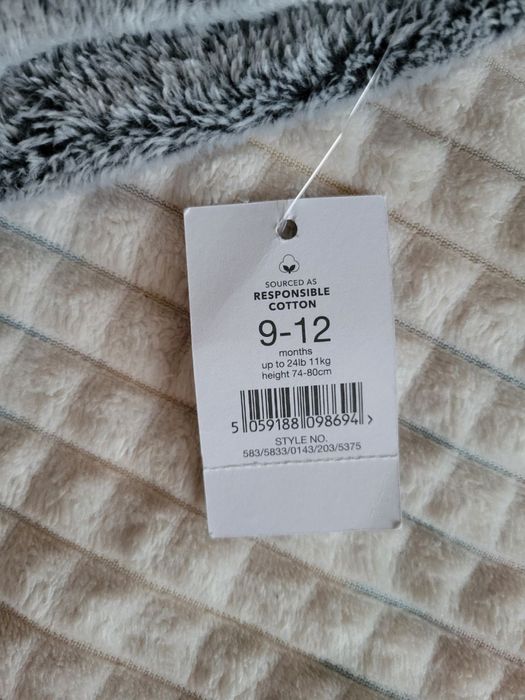 SOURCED AS
RESPONSIBLE
COTTON
9-12
months
up to 24lb 11kg
height 74-80cm
5 059188 098694 >
STYLE NO.
583/5833/0143/203/5375